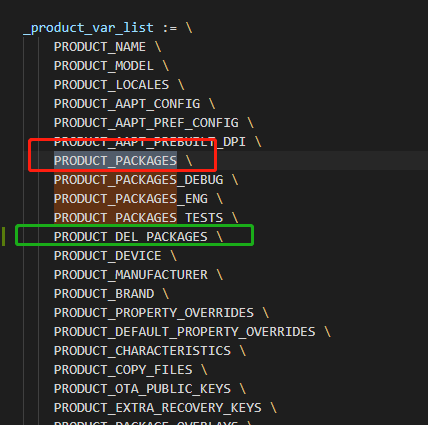 _product_var_list := \
PRODUCT_NAME \
PRODUCT_MODEL \
PRODUCT_LOCALES \
PRODUCT_AAPT_CONFIG \
PRODUCT_AAPT_PREF_CONFIG \
PRODUCT_AAPT_PREBUILT_DPI \
PRODUCT_PACKAGES \
PRODUCT_PACKAGES_DEBUG \
PRODUCT_PACKAGES_ENG \
PRODUCT_PACKAGES_TESTS \
PRODUCT_DEL_PACKAGES \
PRODUCT_DEVICE \
PRODUCT_MANUFACTURER \
PRODUCT_BRAND \
PRODUCT_PROPERTY_OVERRIDES \
PRODUCT_DEFAULT_PROPERTY_OVERRIDES \
PRODUCT_CHARACTERISTICS \
PRODUCT_COPY_FILES \
PRODUCT_OTA_PUBLIC_KEYS \
PRODUCT_EXTRA_RECOVERY_KEYS \
PRODUCT_PACKAGE_OVERLAYS \